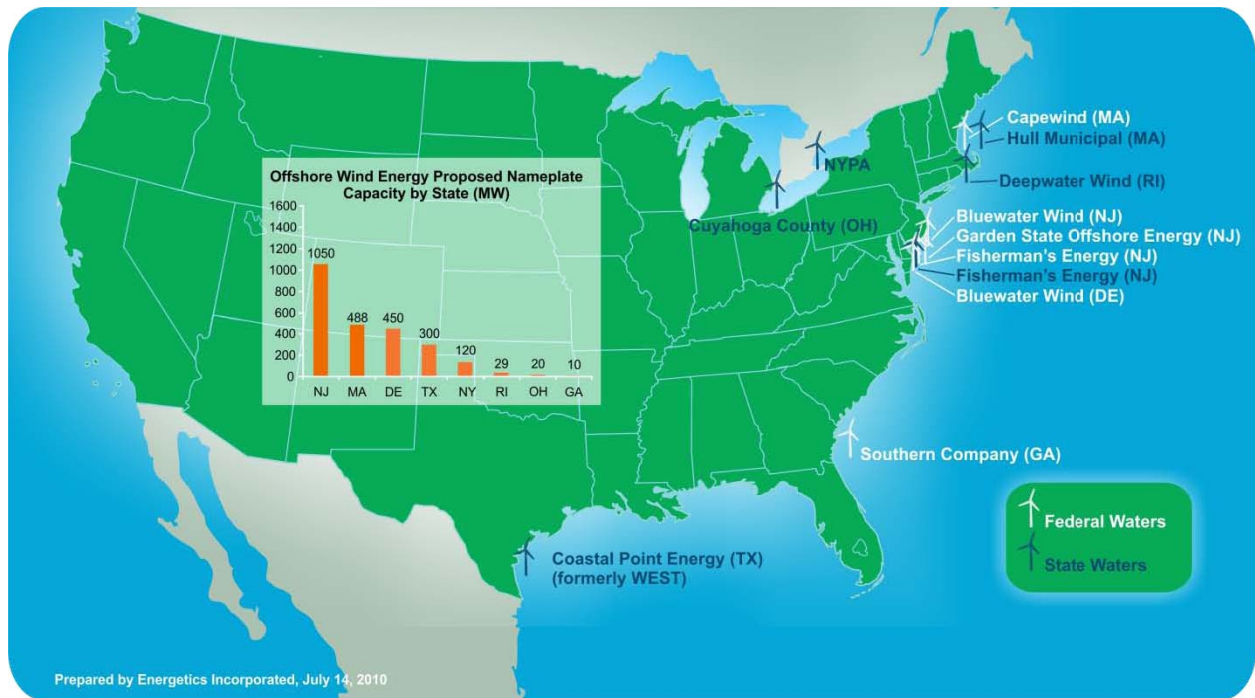 Capewind (MA)
Hull Municipal (MA)
NYPA
Deepwater Wind (RI)
Offshore Wind Energy Proposed Nameplate
Capacity by State (MW)
1600
1400
1200
1000
800
600
400
200
0
1050
488
450
300
120
29
20
10
NJ
MA
DE
TX
NY
RI
OH
GA
Cuyahoga County (OH)
Bluewater Wind (NJ)
Garden State Offshore Energy (NJ)
Fisherman's Energy (NJ)
Fisherman's Energy (NJ)
Bluewater Wind (DE)
Southern Company (GA)
Federal Waters
State Waters
Coastal Point Energy (TX)
(formerly WEST)
Prepared by Energetics Incorporated, July 14, 2010